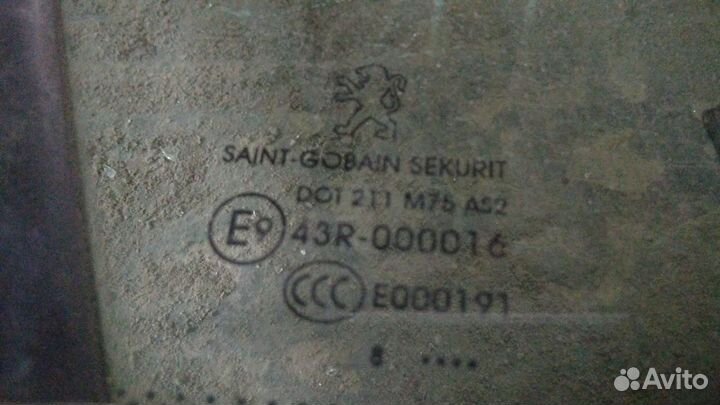 SAINT-GOBAIN SEKURIT
DOT 211 M75 AS2
E9 43R-000016
CCC E000191
8 ....
Avito